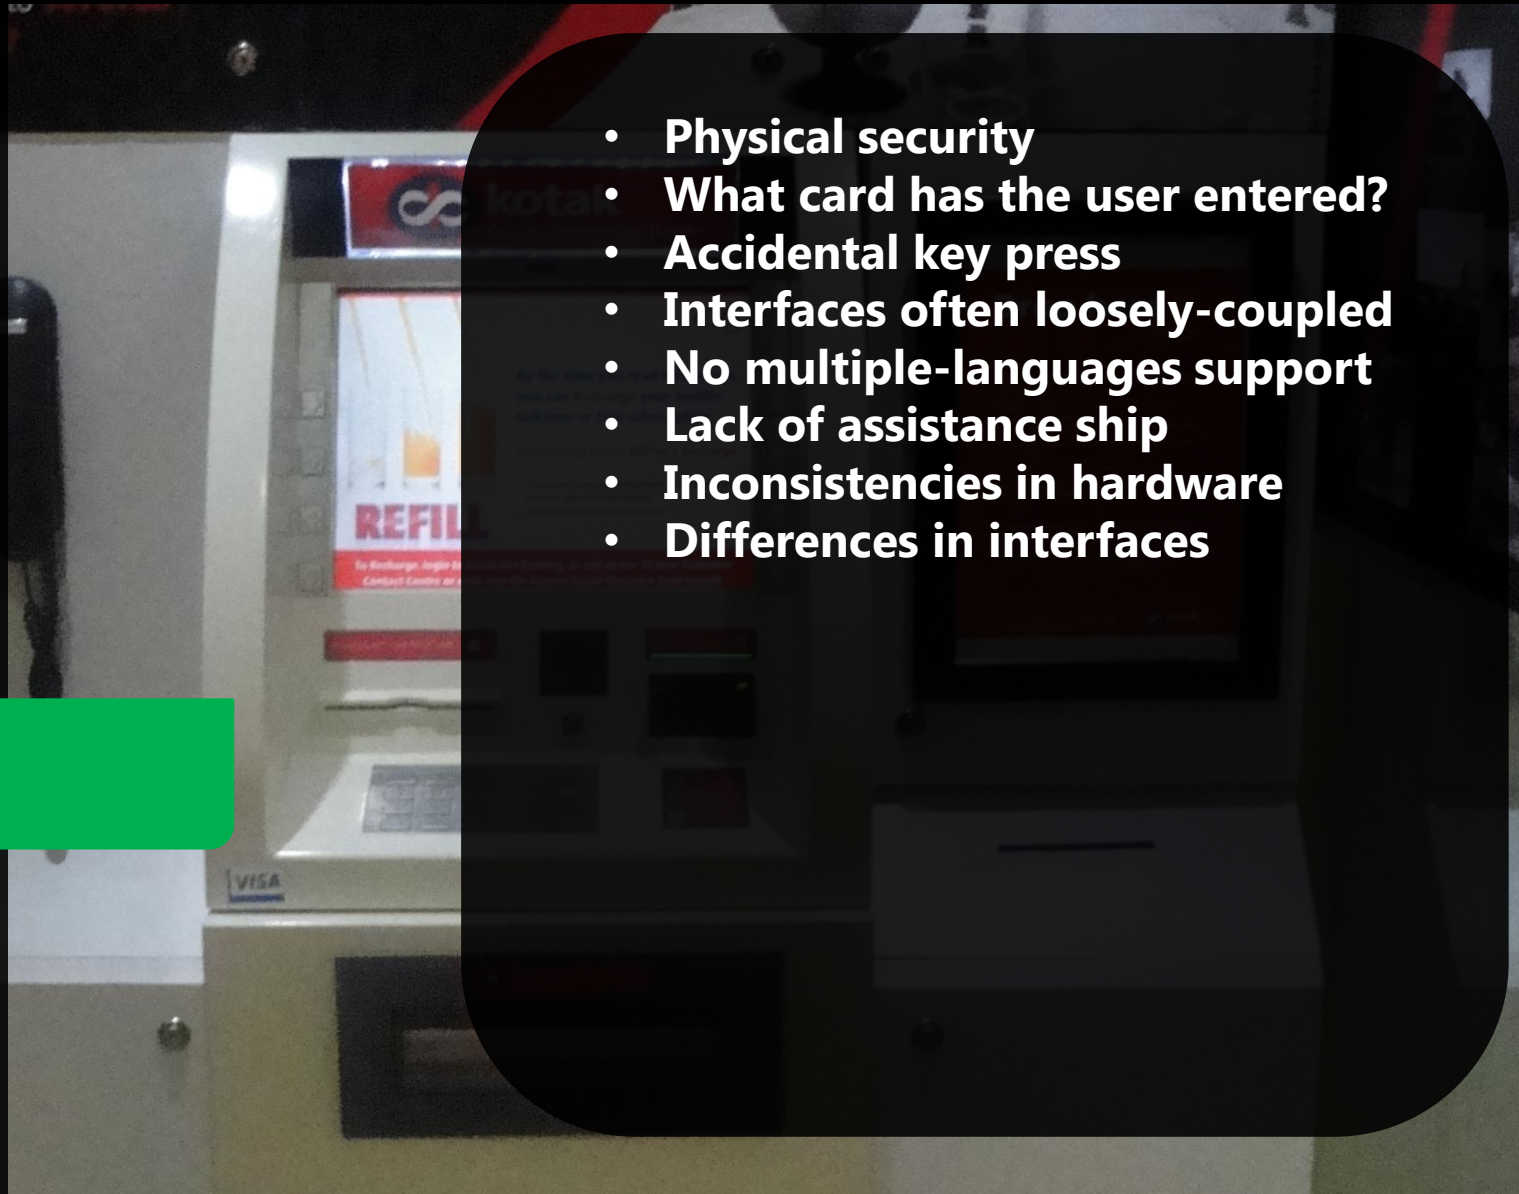 kotak
• Physical security
• What card has the user entered?
• Accidental key press
• Interfaces often loosely-coupled
• No multiple-languages support
• Lack of assistance ship
• Inconsistencies in hardware
• Differences in interfaces
REFILL
VISA